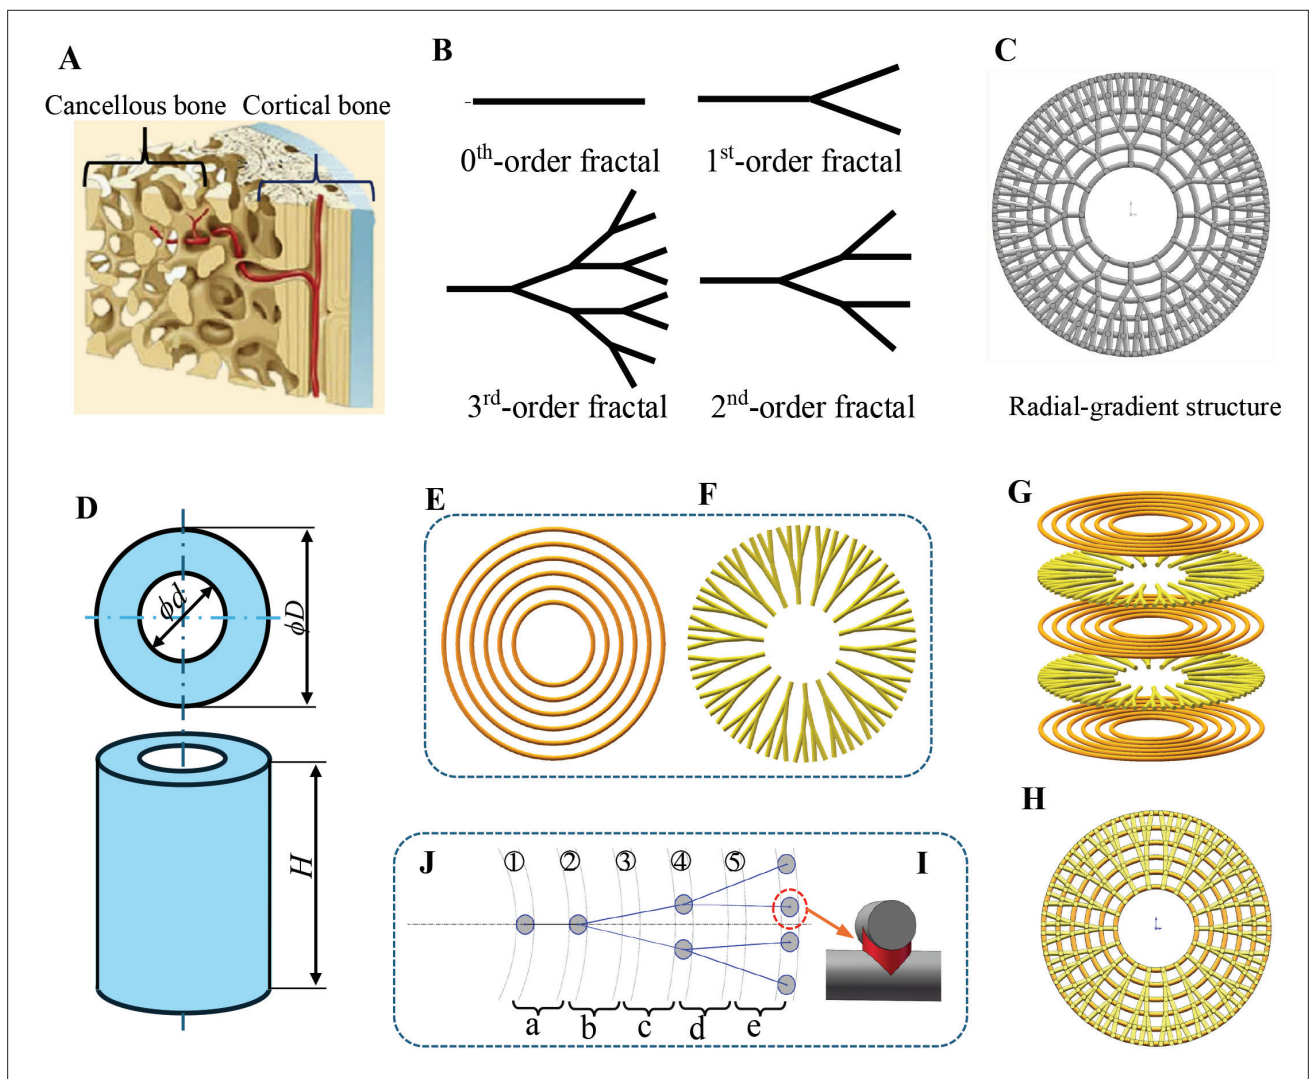 A
Cancellous bone
Cortical bone
B
0th-order fractal
1st-order fractal
3rd-order fractal
2nd-order fractal
C
Radial-gradient structure
D
ϕd
ϕD
H
E
F
G
H
J
① ② ③ ④ ⑤
I
a b c d e